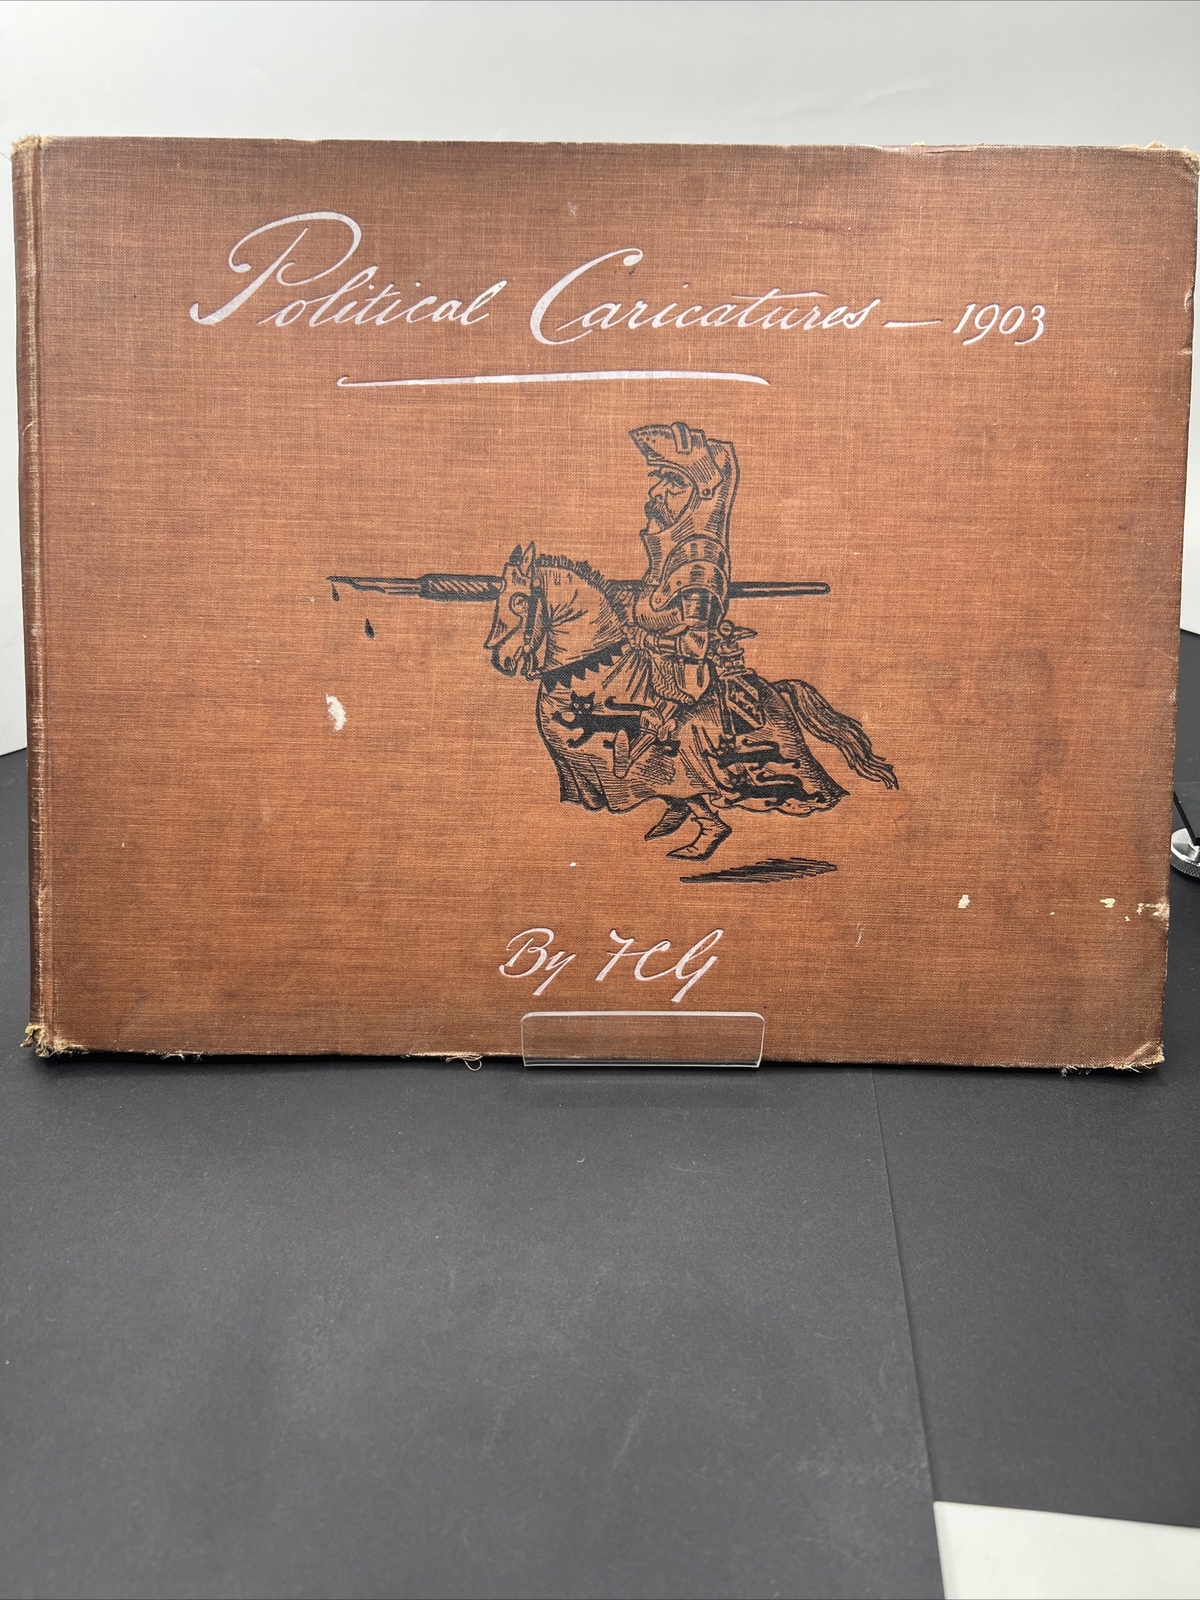 Political Caricatures — 1903
By FCG